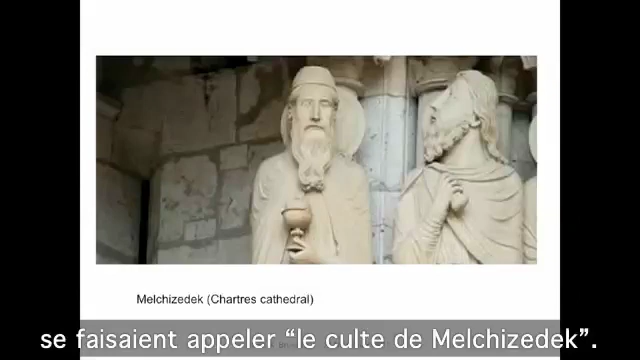 Melchizedek (Chartres cathedral)
se faisaient appeler “le culte de Melchizedek”.